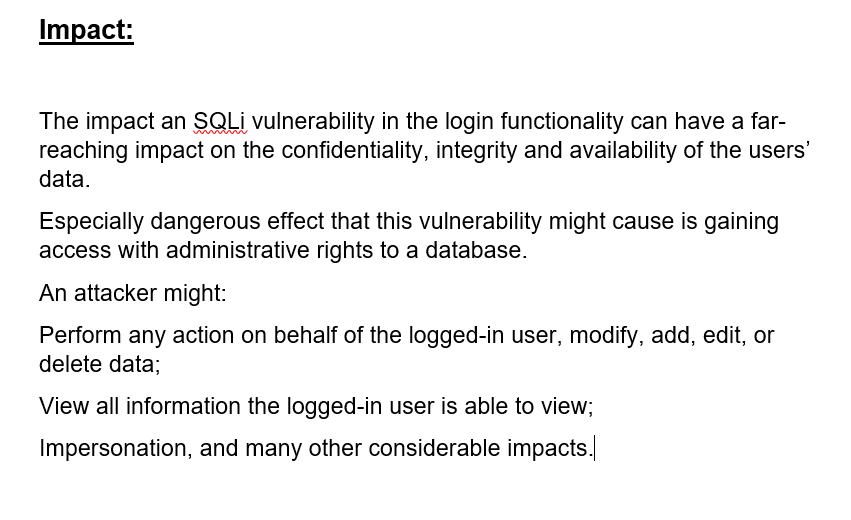 Impact:
The impact an SQLi vulnerability in the login functionality can have a far-
reaching impact on the confidentiality, integrity and availability of the users’
data.
Especially dangerous effect that this vulnerability might cause is gaining
access with administrative rights to a database.
An attacker might:
Perform any action on behalf of the logged-in user, modify, add, edit, or
delete data;
View all information the logged-in user is able to view;
Impersonation, and many other considerable impacts.